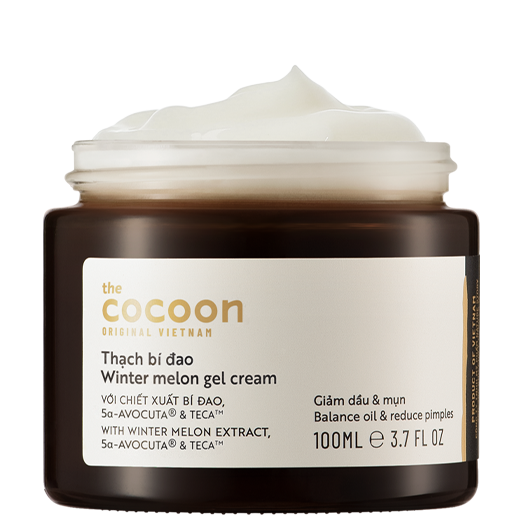 the
cocoon
ORIGINAL VIETNAM
Thạch bí đao
Winter melon gel cream
VỚI CHIẾT XUẤT BÍ ĐAO,
5α-AVOCUTA® & TECA™
WITH WINTER MELON EXTRACT,
5α-AVOCUTA® & TECA™
Giảm dầu & mụn
Balance oil & reduce pimples
100ML ℮ 3.7 FL OZ
PRODUCT OF VIETNAM